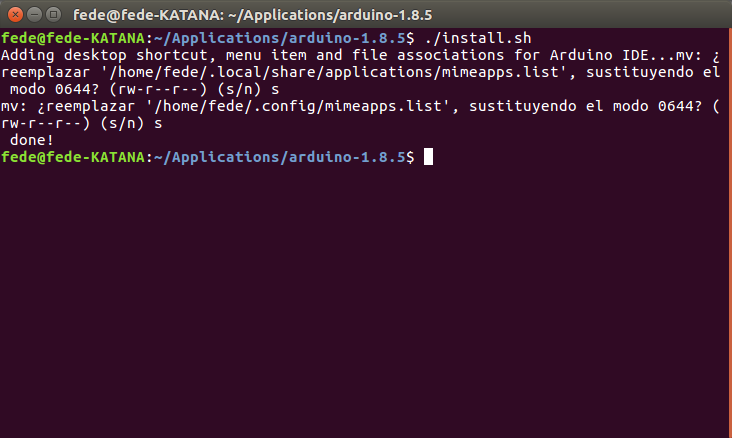 fede@fede-KATANA: ~/Applications/arduino-1.8.5
fede@fede-KATANA:~/Applications/arduino-1.8.5$ ./install.sh
Adding desktop shortcut, menu item and file associations for Arduino IDE...mv: ¿
reemplazar '/home/fede/.local/share/applications/mimeapps.list', sustituyendo el
 modo 0644? (rw-r--r--) (s/n) s
mv: ¿reemplazar '/home/fede/.config/mimeapps.list', sustituyendo el modo 0644? (
rw-r--r--) (s/n) s
 done!
fede@fede-KATANA:~/Applications/arduino-1.8.5$